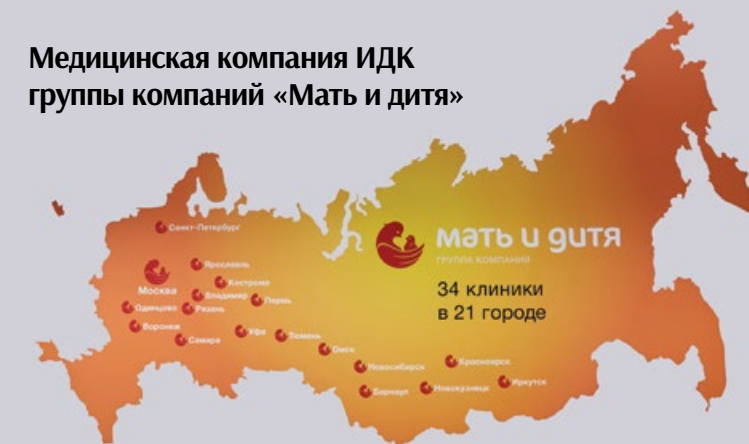 Медицинская компания ИДК
группы компаний «Мать и дитя»
Санкт-Петербург
мать и дитя
ГРУППА КОМПАНИЙ
34 клиники
в 21 городе
Ярославль
Москва
Кострома
Владимир
Пермь
Одинцово
Рязань
Воронеж
Самара
Уфа
Тюмень
Омск
Новосибирск
Красноярск
Барнаул
Новокузнецк
Иркутск